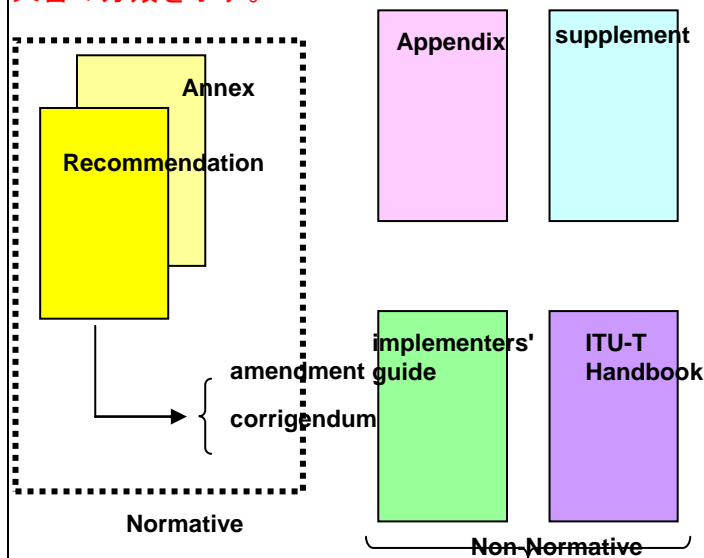 Annex
Recommendation
amendment
corrigendum
Normative
Appendix
supplement
implementers'
guide
ITU-T
Handbook
Non-Normative